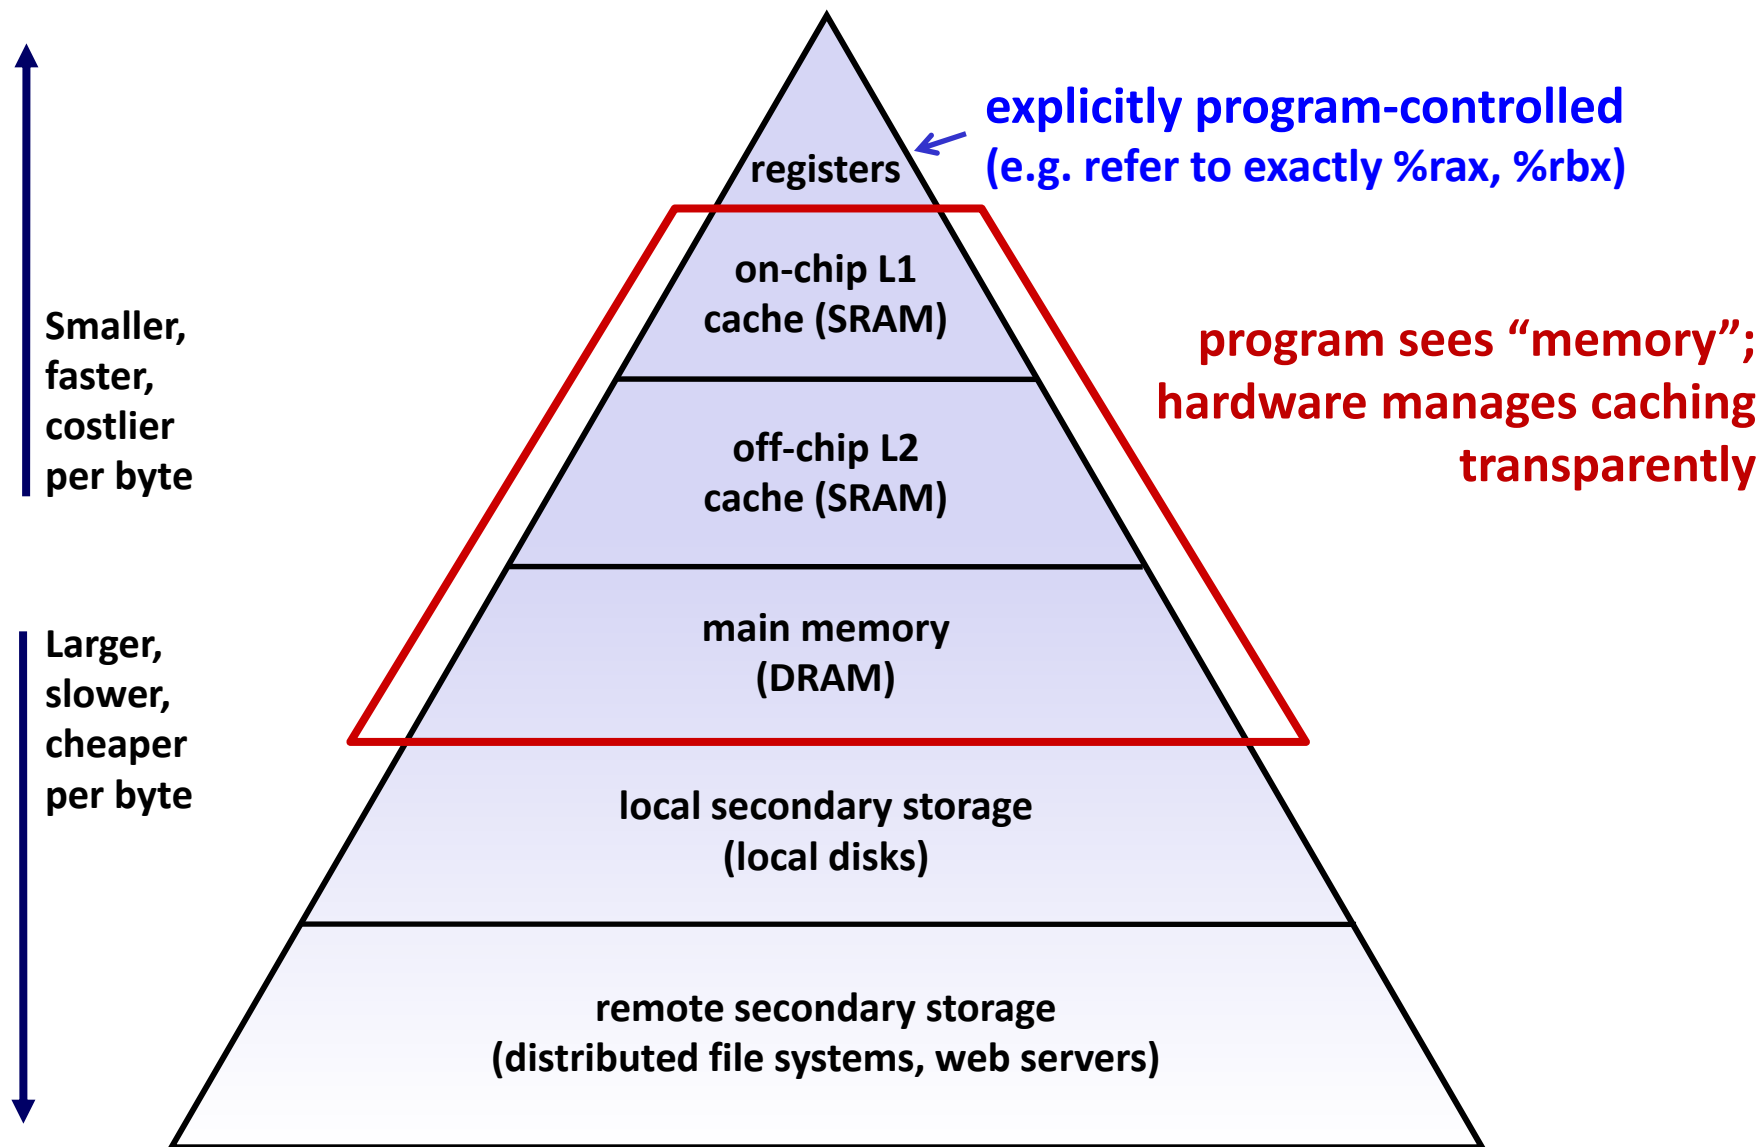 explicitly program-controlled
(e.g. refer to exactly %rax, %rbx)
registers
on-chip L1
cache (SRAM)
Smaller,
faster,
costlier
per byte
program sees “memory”;
hardware manages caching
transparently
off-chip L2
cache (SRAM)
main memory
(DRAM)
Larger,
slower,
cheaper
per byte
local secondary storage
(local disks)
remote secondary storage
(distributed file systems, web servers)